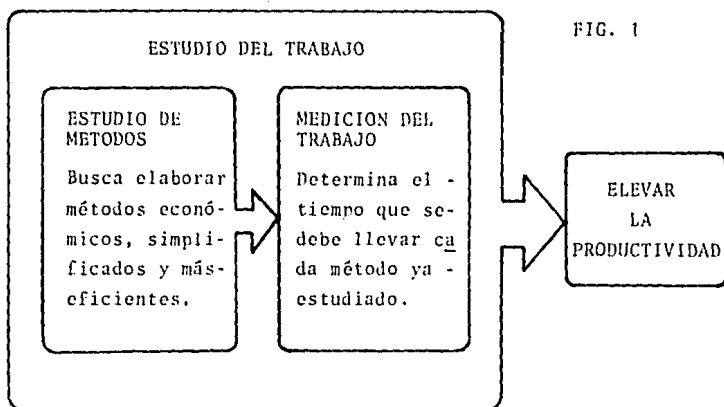 FIG. 1
ESTUDIO DEL TRABAJO
ESTUDIO DE
METODOS
Busca elaborar
métodos econó-
micos, simpli-
ficados y más-
eficientes.
MEDICION DEL
TRABAJO
Determina el -
tiempo que se-
debe llevar ca
da método ya -
estudiado.
ELEVAR
LA
PRODUCTIVIDAD